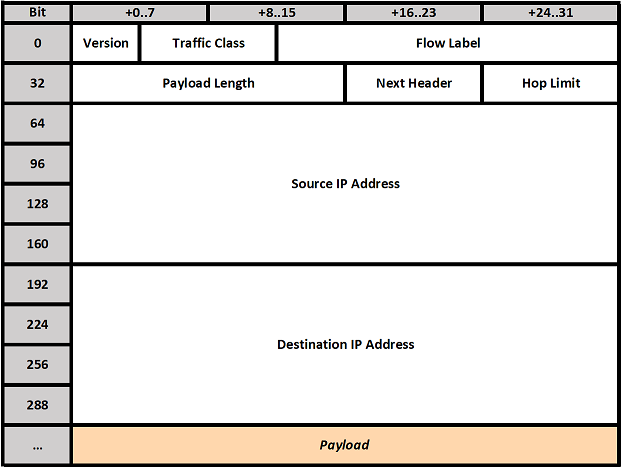 Bit +0..7 +8..15 +16..23 +24..31
0 Version Traffic Class Flow Label
32 Payload Length Next Header Hop Limit
64
96
Source IP Address
128
160
192
224
Destination IP Address
256
288
... Payload